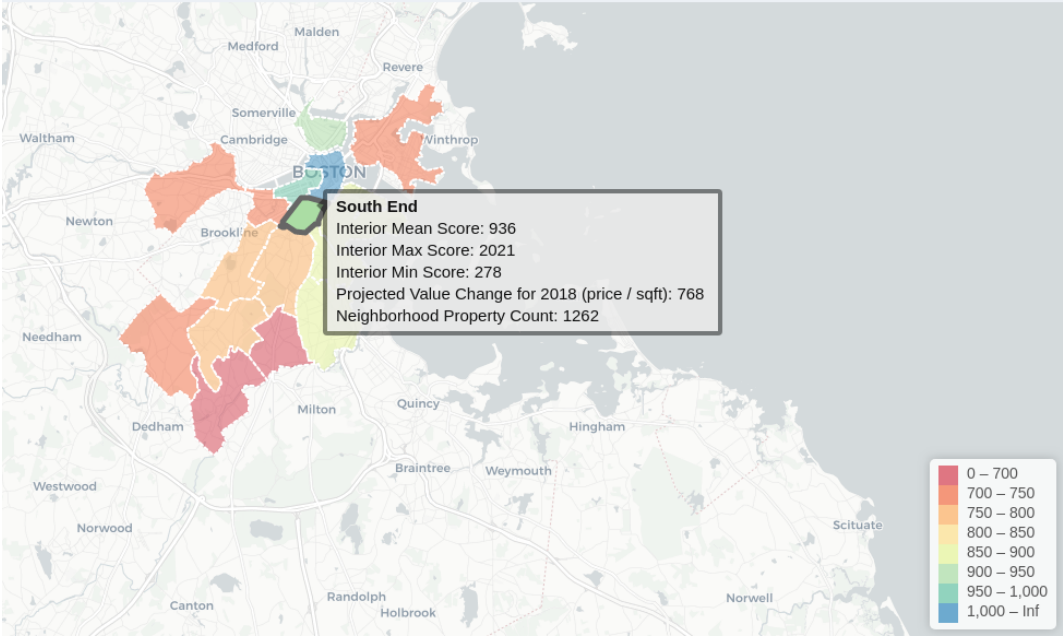 Malden
Medford
Revere
Somerville
Waltham
Cambridge
Winthrop
BOSTON
Newton
Brookline
South End
Interior Mean Score: 936
Interior Max Score: 2021
Interior Min Score: 278
Projected Value Change for 2018 (price / sqft): 768
Neighborhood Property Count: 1262
Needham
Milton
Quincy
Dedham
Hingham
Braintree
Weymouth
Westwood
Norwood
Scituate
Canton
Randolph
Holbrook
Norwell
0 – 700
700 – 750
750 – 800
800 – 850
850 – 900
900 – 950
950 – 1,000
1,000 – Inf